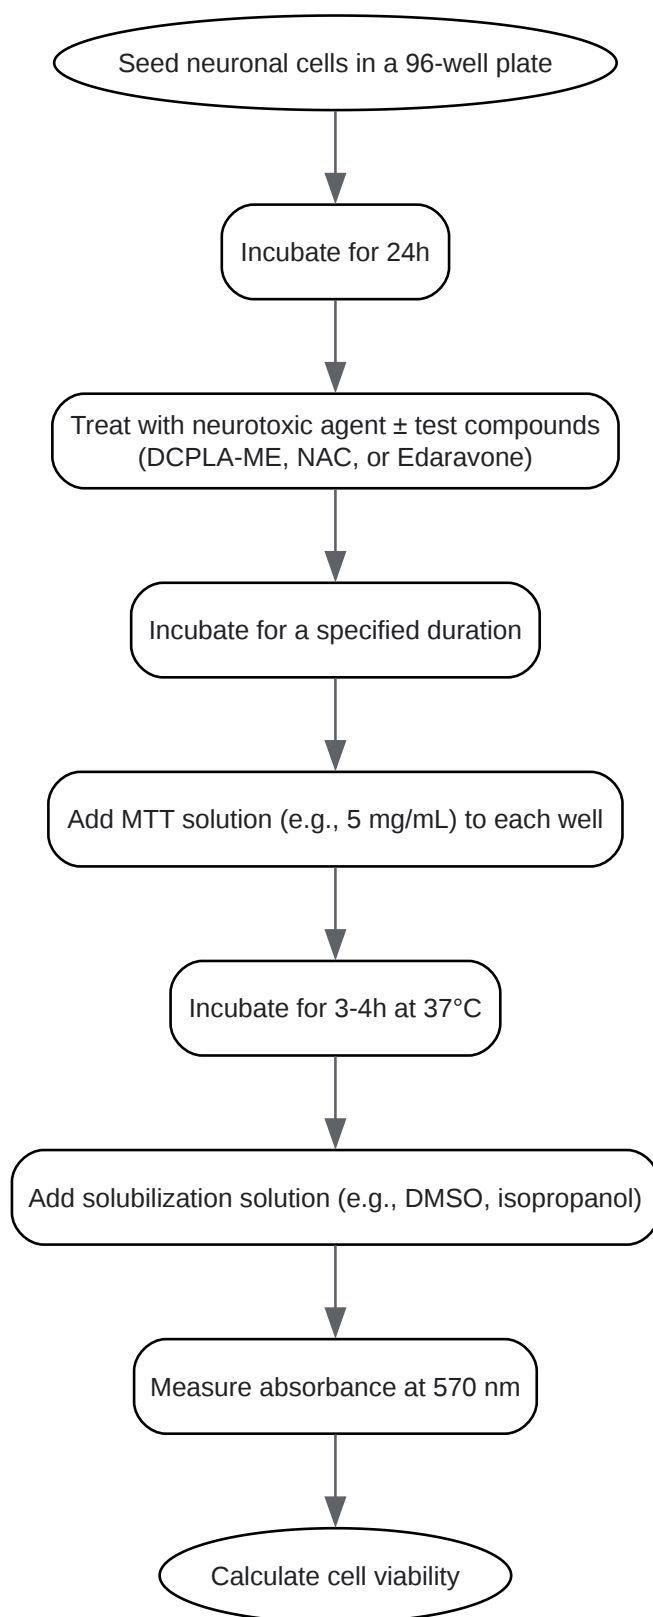 Seed neuronal cells in a 96-well plate
Incubate for 24h
Treat with neurotoxic agent ± test compounds
(DCPLA-ME, NAC, or Edaravone)
Incubate for a specified duration
Add MTT solution (e.g., 5 mg/mL) to each well
Incubate for 3-4h at 37°C
Add solubilization solution (e.g., DMSO, isopropanol)
Measure absorbance at 570 nm
Calculate cell viability